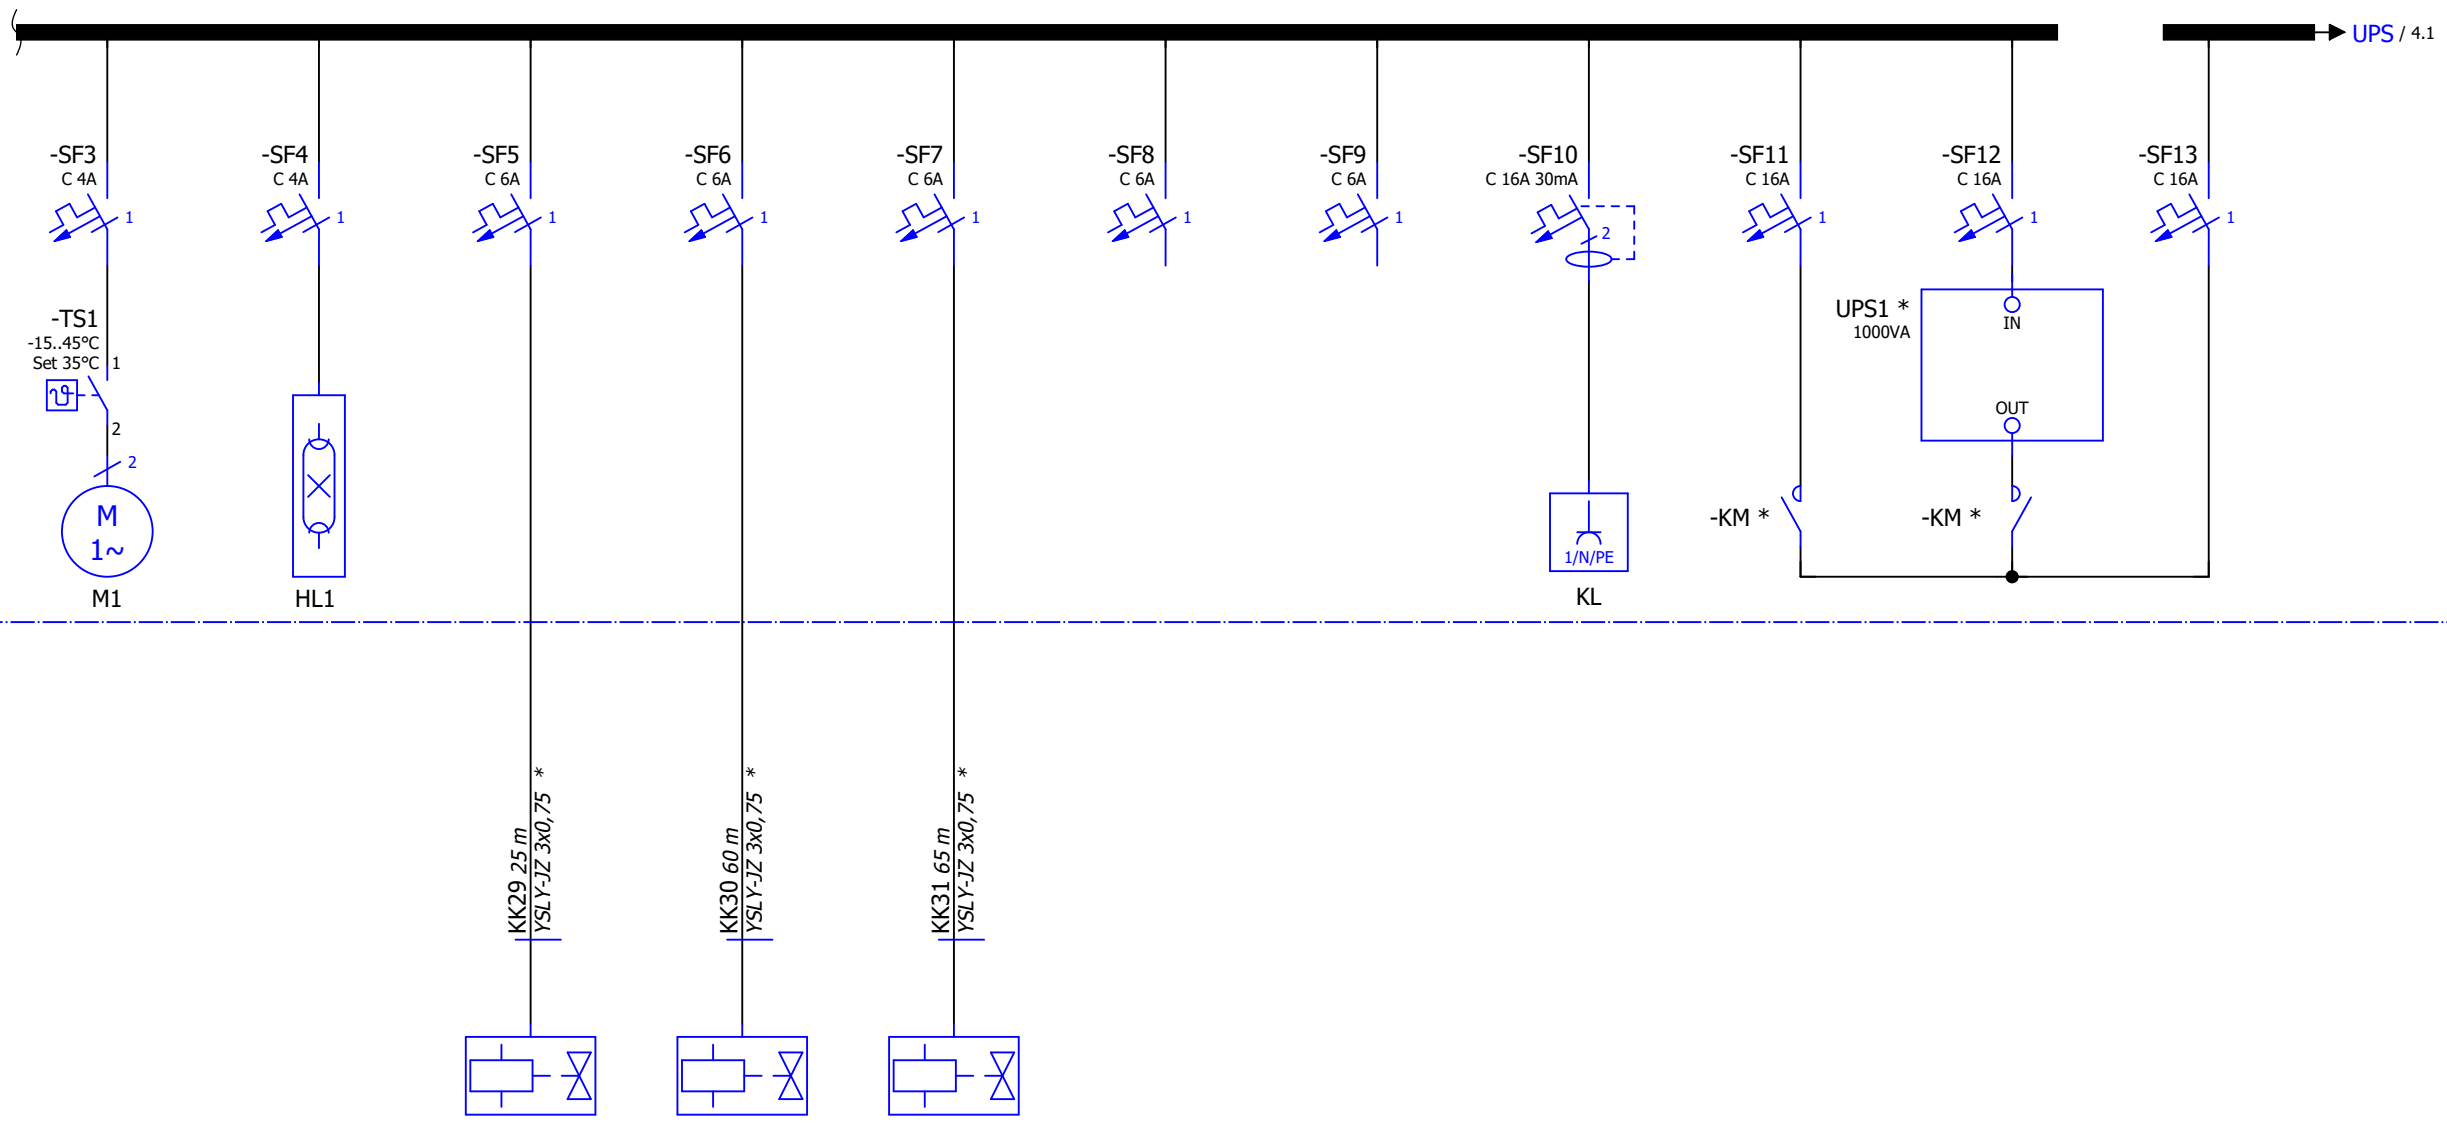 UPS / 4.1
-SF3
C 4A
1
-SF4
C 4A
1
-SF5
C 6A
1
-SF6
C 6A
1
-SF7
C 6A
1
-SF8
C 6A
1
-SF9
C 6A
1
-SF10
C 16A 30mA
2
-SF11
C 16A
1
-SF12
C 16A
1
-SF13
C 16A
1
-TS1
-15..45°C
Set 35°C
1
2
2
M
1~
M1
HL1
1/N/PE
KL
UPS1 *
1000VA
IN
OUT
-KM *
-KM *
KK29 25 m
YSLY-JZ 3x0,75 *
KK30 60 m
YSLY-JZ 3x0,75 *
KK31 65 m
YSLY-JZ 3x0,75 *